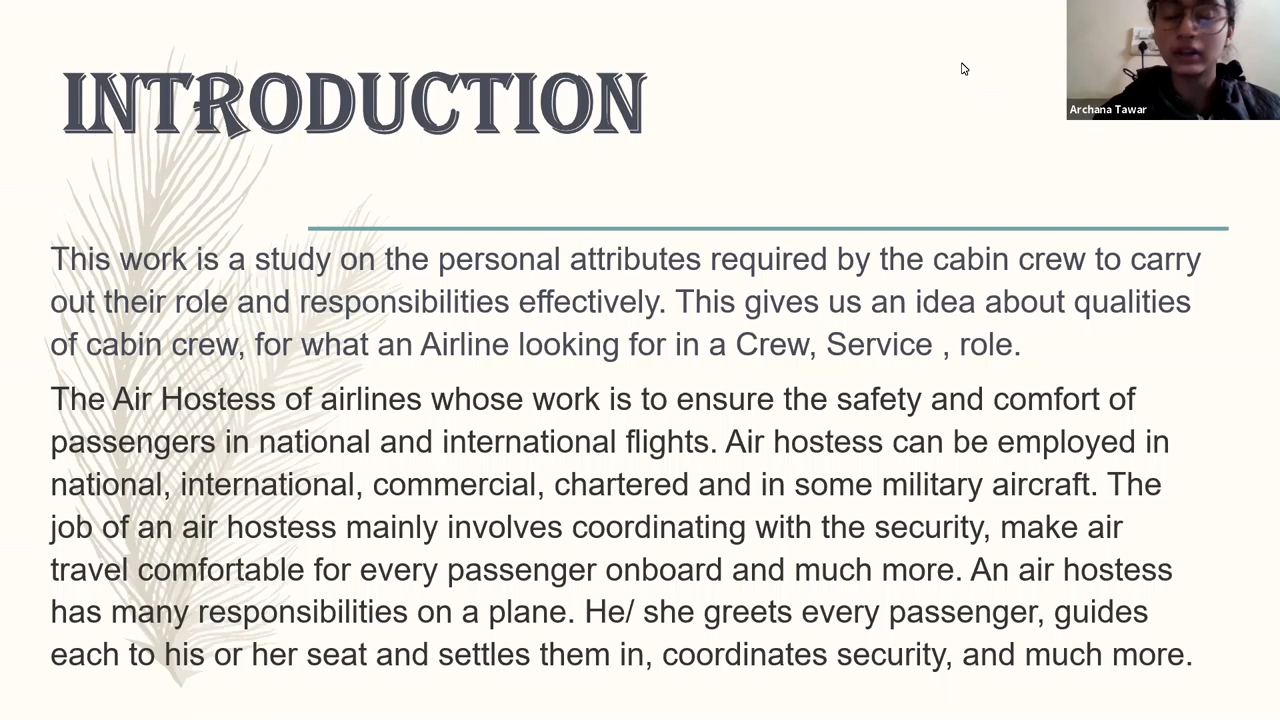 INTRODUCTION
Archana Tawar
This work is a study on the personal attributes required by the cabin crew to carry
out their role and responsibilities effectively. This gives us an idea about qualities
of cabin crew, for what an Airline looking for in a Crew, Service , role.
The Air Hostess of airlines whose work is to ensure the safety and comfort of
passengers in national and international flights. Air hostess can be employed in
national, international, commercial, chartered and in some military aircraft. The
job of an air hostess mainly involves coordinating with the security, make air
travel comfortable for every passenger onboard and much more. An air hostess
has many responsibilities on a plane. He/ she greets every passenger, guides
each to his or her seat and settles them in, coordinates security, and much more.